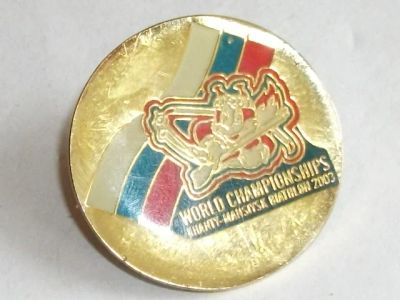 WORLD CHAMPIONSHIPS
KHANTY-MANSIYSK BIATHLON 2003